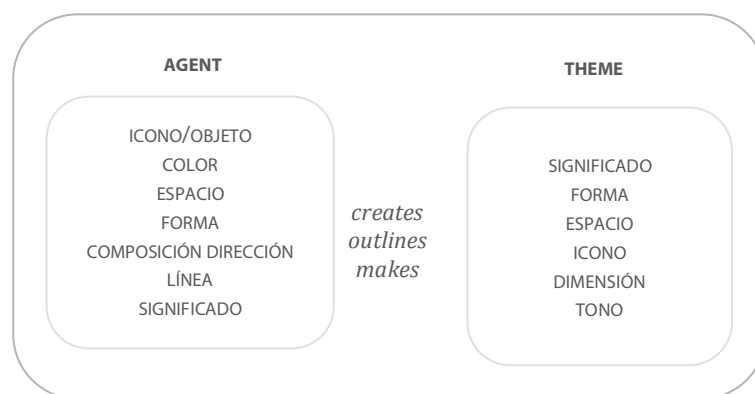 AGENT
THEME
ICONO/OBJETO
COLOR
ESPACIO
FORMA
COMPOSICIÓN DIRECCIÓN
LÍNEA
SIGNIFICADO
creates
outlines
makes
SIGNIFICADO
FORMA
ESPACIO
ICONO
DIMENSIÓN
TONO